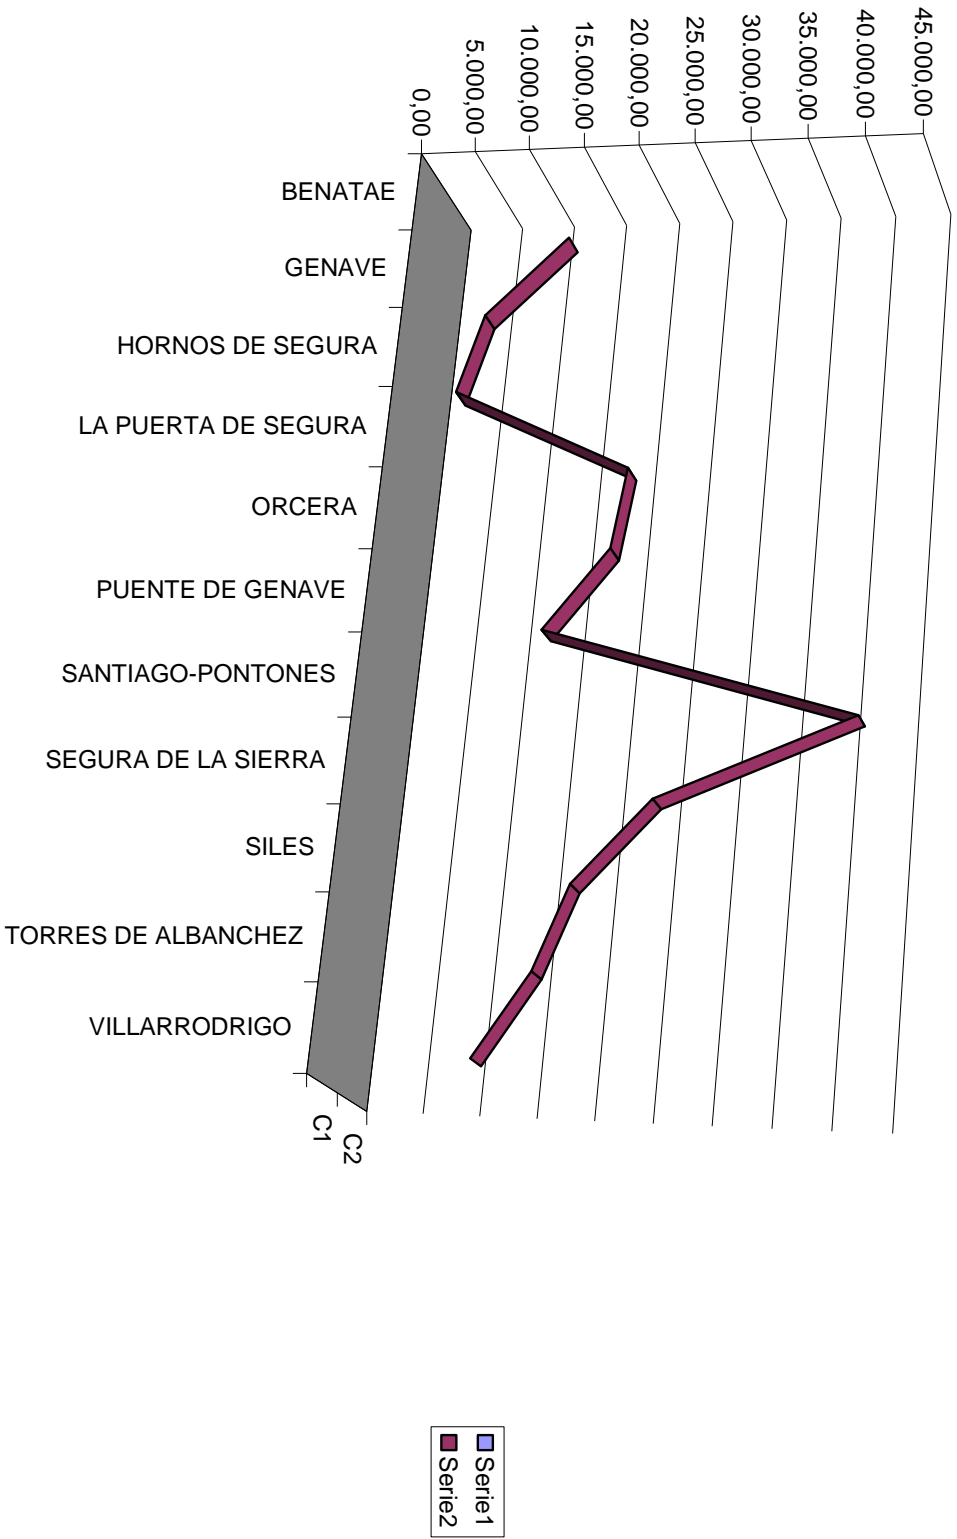 45.000,00
40.000,00
35.000,00
30.000,00
25.000,00
20.000,00
15.000,00
10.000,00
5.000,00
0,00
BENATAE
GENAVE
HORNOS DE SEGURA
LA PUERTA DE SEGURA
ORCERA
PUENTE DE GENAVE
SANTIAGO-PONTONES
SEGURA DE LA SIERRA
SILES
TORRES DE ALBANCHEZ
VILLARRODRIGO
C1
C2
Serie1
Serie2